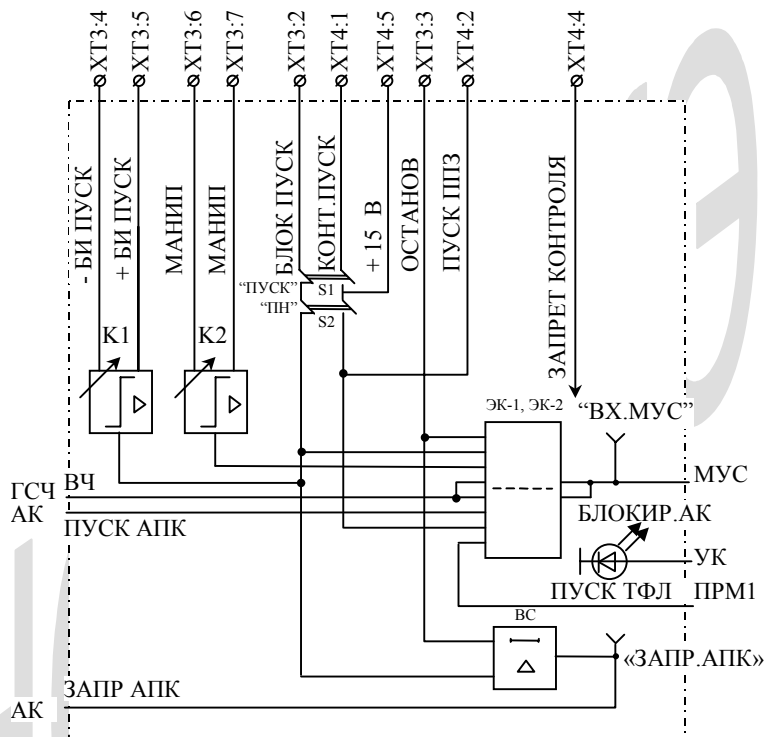 ХТ3:4
ХТ3:5
ХТ3:6
ХТ3:7
ХТ3:2
ХТ4:1
ХТ4:5
ХТ3:3
ХТ4:2
ХТ4:4
- БИ ПУСК
+ БИ ПУСК
МАНИП
МАНИП
БЛОК ПУСК
КОНТ.ПУСК
+ 15 В
ОСТАНОВ
ПУСК ППЗ
ЗАПРЕТ КОНТРОЛЯ
“ПУСК”
S1
“ПН”
S2
К1
К2
ЭК-1, ЭК-2
“ВХ.МУС”
ГСЧ
ВЧ
МУС
АК
ПУСК АПК
БЛОКИР.АК
УК
ПУСК ТФЛ
ПРМ1
ВС
«ЗАПР.АПК»
ЗАПР АПК
АК
Э